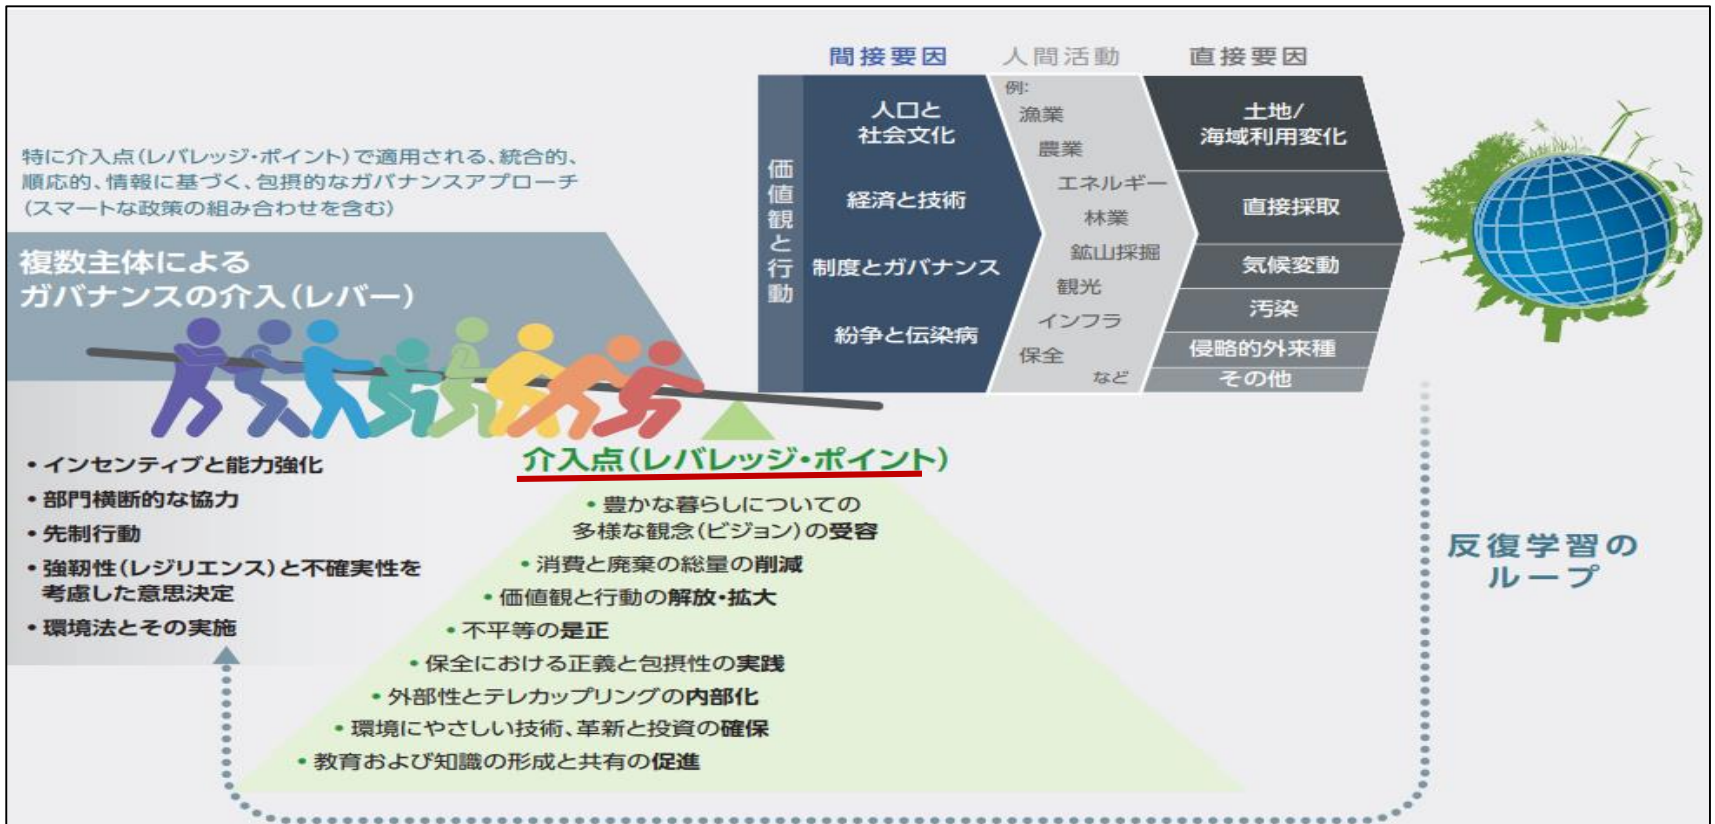 特に介入点(レバレッジ・ポイント)で適用される、統合的、
順応的、情報に基づく、包摂的なガバナンスアプローチ
(スマートな政策の組み合わせを含む)
複数主体による
ガバナンスの介入(レバー)
・インセンティブと能力強化
・部門横断的な協力
・先制行動
・強靭性(レジリエンス)と不確実性を
考慮した意思決定
・環境法とその実施
間接要因
人間活動
直接要因
価値観と行動
人口と
社会文化
経済と技術
制度とガバナンス
紛争と伝染病
例:
漁業
農業
エネルギー
林業
鉱山採掘
観光
インフラ
保全
など
土地/
海域利用変化
直接採取
気候変動
汚染
侵略的外来種
その他
介入点(レバレッジ・ポイント)
・豊かな暮らしについての
多様な観念(ビジョン)の受容
・消費と廃棄の総量の削減
・価値観と行動の解放・拡大
・不平等の是正
・保全における正義と包摂性の実践
・外部性とテレカップリングの内部化
・環境にやさしい技術、革新と投資の確保
・教育および知識の形成と共有の促進
反復学習の
ループ